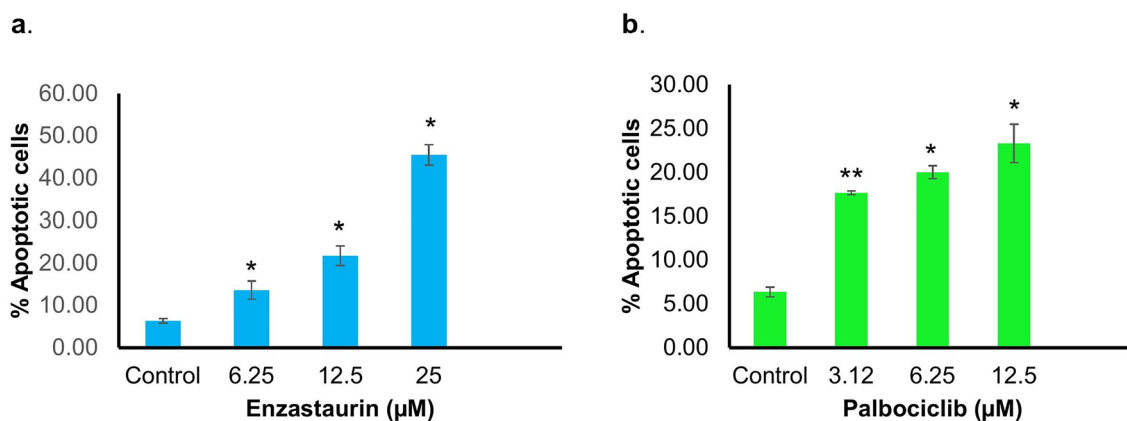 a.
% Apoptotic cells
60.00
50.00
40.00
30.00
20.00
10.00
0.00
*
*
*
Control 6.25 12.5 25
Enzastaurin (µM)
b.
% Apoptotic cells
30.00
25.00
20.00
15.00
10.00
5.00
0.00
**
*
*
Control 3.12 6.25 12.5
Palbociclib (µM)